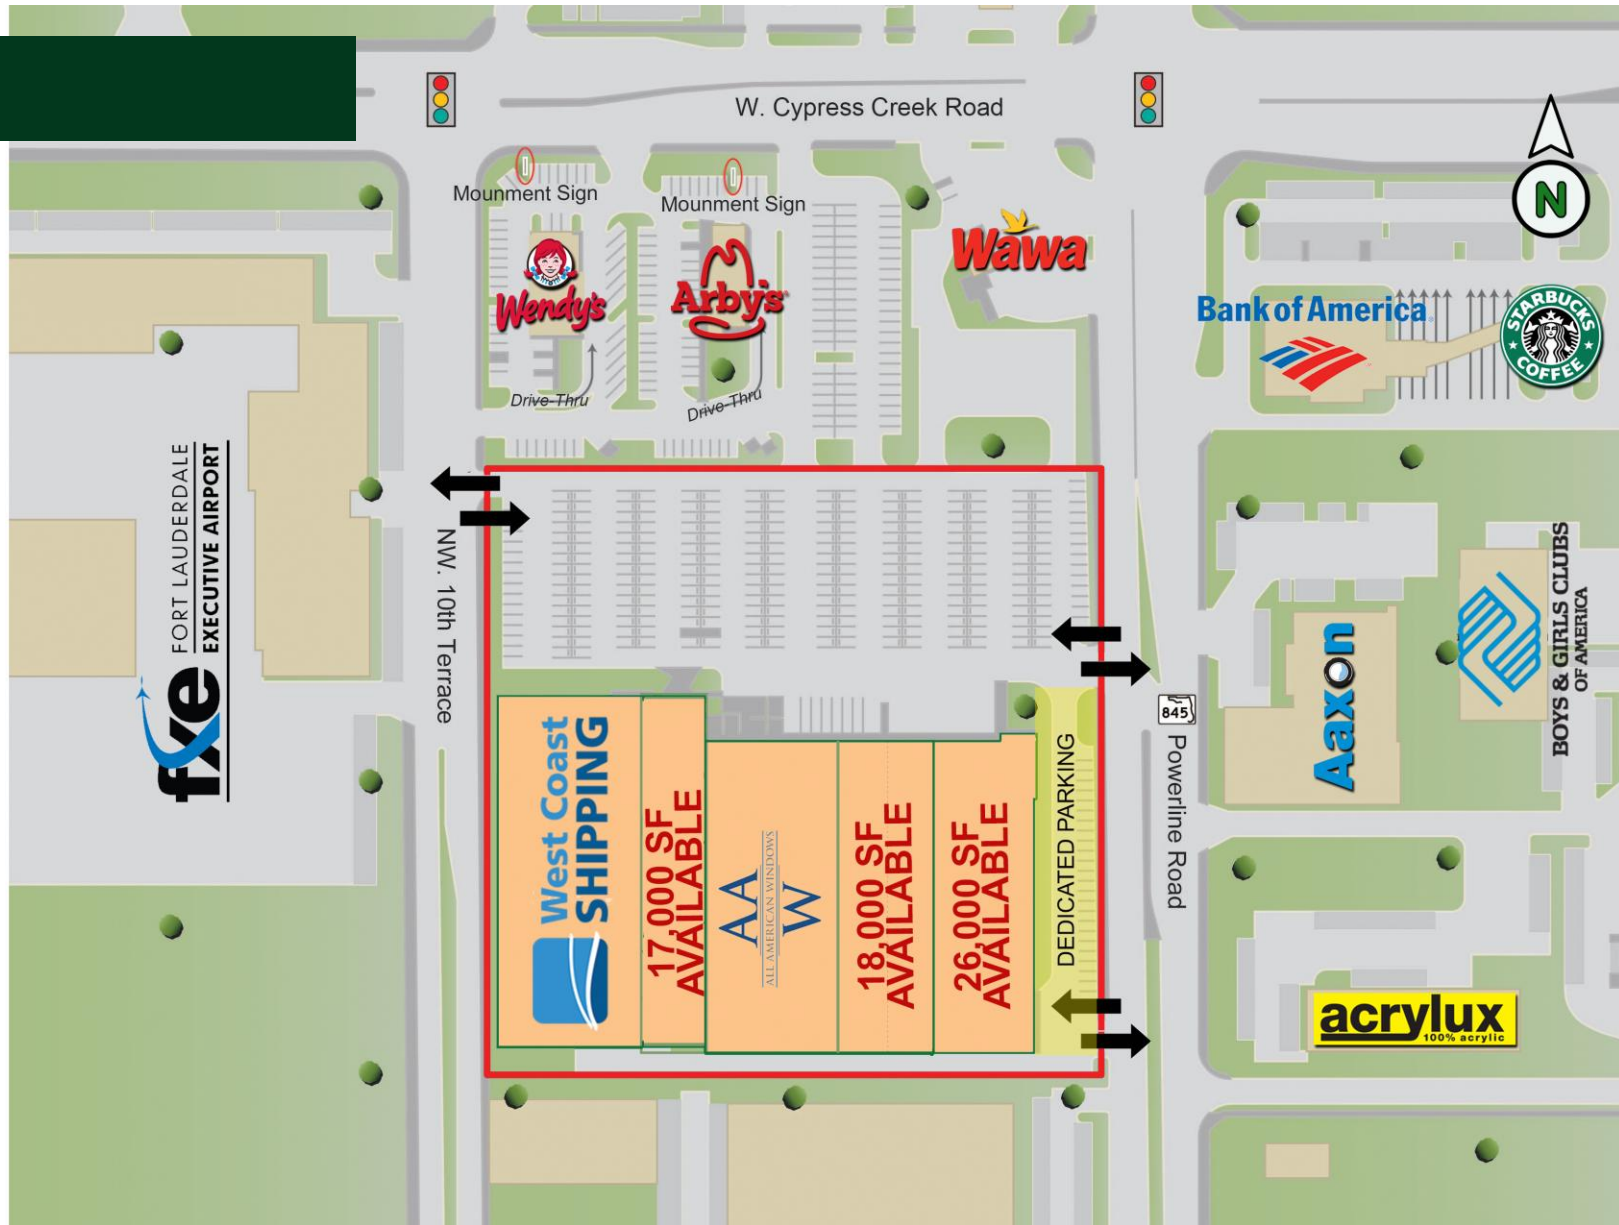 W. Cypress Creek Road
N
Mounment Sign
Mounment Sign
Wawa
Wendy's
Arby's
Bank of America
STARBUCKS
COFFEE
Drive-Thru
Drive-Thru
fxe
FORT LAUDERDALE
EXECUTIVE AIRPORT
NW. 10th Terrace
845
Powerline Road
Aaxon
BOYS & GIRLS CLUBS
OF AMERICA
West Coast
SHIPPING
17,000 SF
AVAILABLE
AA
W
ALL AMERICAN WINDOWS
18,000 SF
AVAILABLE
26,000 SF
AVAILABLE
DEDICATED PARKING
acrylux
100% acrylic